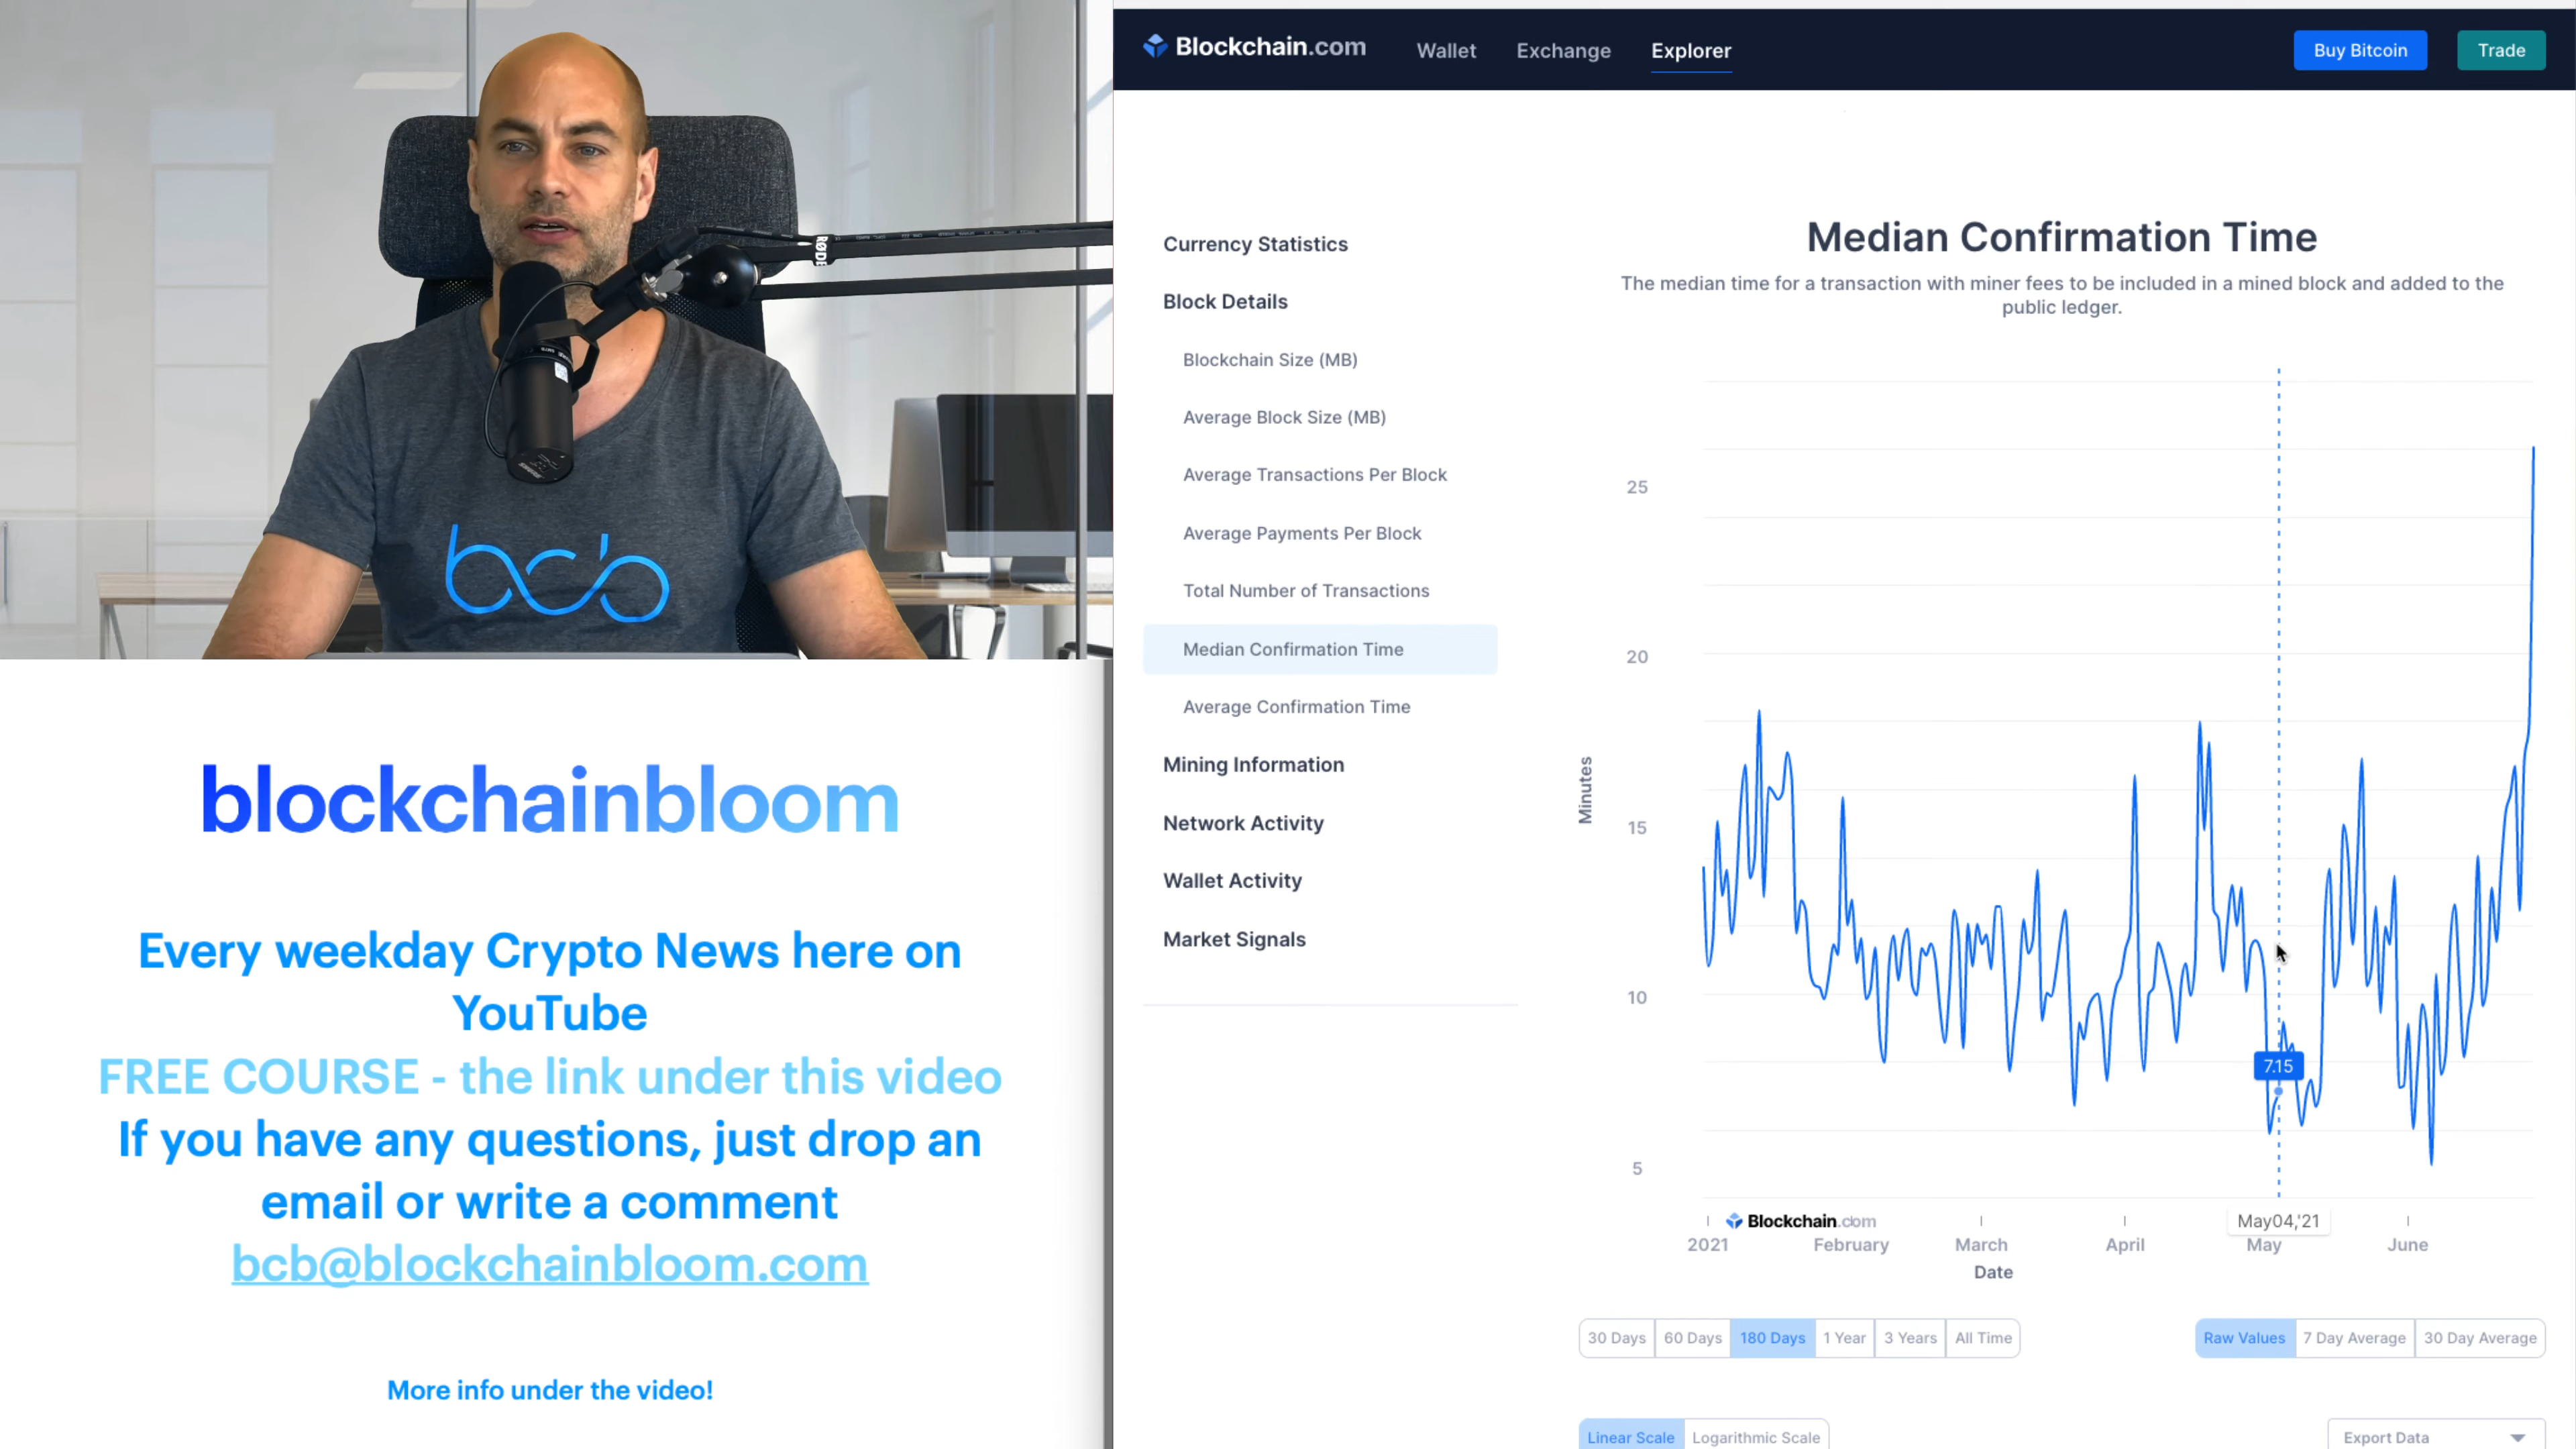 RØDE
bcb
blockchainbloom
Every weekday Crypto News here on
YouTube
FREE COURSE - the link under this video
If you have any questions, just drop an
email or write a comment
bcb@blockchainbloom.com
More info under the video!
Blockchain.com
Wallet
Exchange
Explorer
Buy Bitcoin
Trade
Currency Statistics
Block Details
Blockchain Size (MB)
Average Block Size (MB)
Average Transactions Per Block
Average Payments Per Block
Total Number of Transactions
Median Confirmation Time
Average Confirmation Time
Mining Information
Network Activity
Wallet Activity
Market Signals
Median Confirmation Time
The median time for a transaction with miner fees to be included in a mined block and added to the
public ledger.
Minutes
25
20
15
10
5
7.15
Blockchain.com
May04,'21
2021
February
March
April
May
June
Date
30 Days
60 Days
180 Days
1 Year
3 Years
All Time
Raw Values
7 Day Average
30 Day Average
Linear Scale
Logarithmic Scale
Export Data